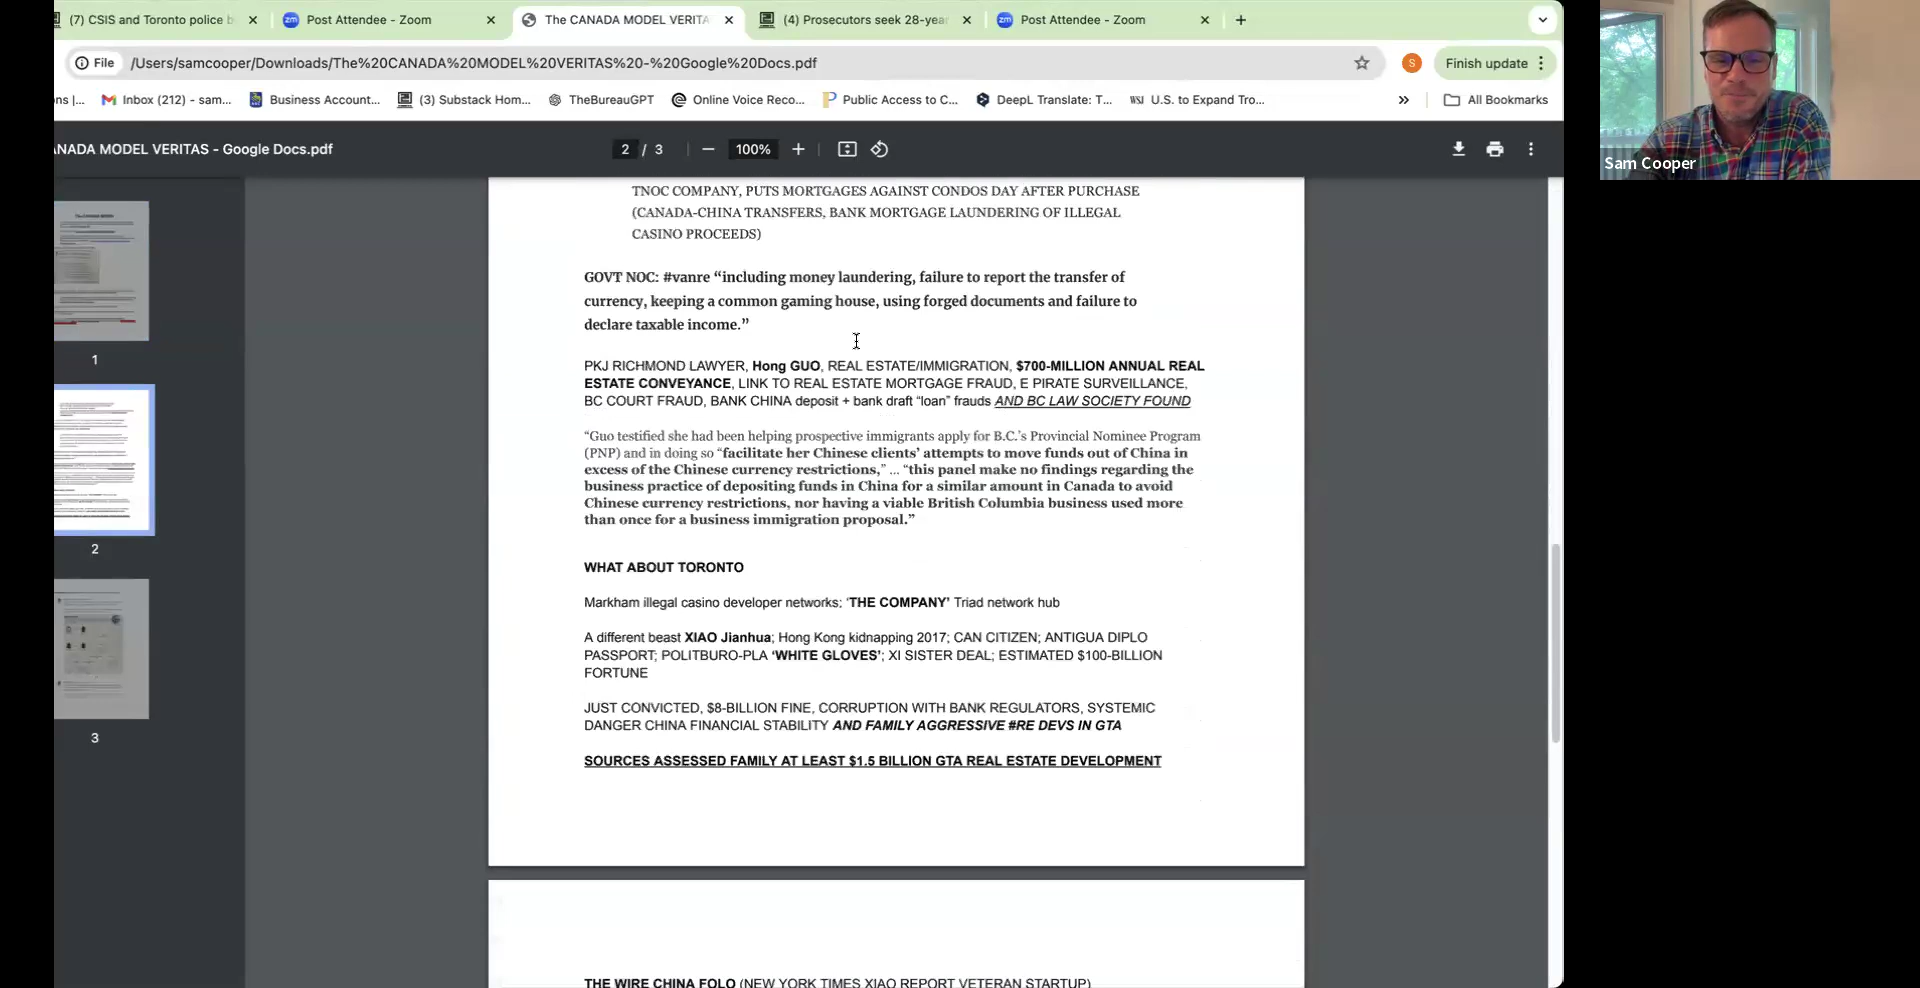 (7) CSIS and Toronto police b
Post Attendee - Zoom
The CANADA MODEL VERITA
(4) Prosecutors seek 28-year
Post Attendee - Zoom
File
/Users/samcooper/Downloads/The%20CANADA%20MODEL%20VERITAS%20-%20Google%20Docs.pdf
S
Finish update
ns |...
Inbox (212) - sam...
Business Account...
(3) Substack Hom...
TheBureauGPT
Online Voice Reco...
Public Access to C...
DeepL Translate: T...
WSJ
U.S. to Expand Tro...
»
All Bookmarks
ANADA MODEL VERITAS - Google Docs.pdf
2 / 3
100%
Sam Cooper
1
2
3
TNOC COMPANY, PUTS MORTGAGES AGAINST CONDOS DAY AFTER PURCHASE
(CANADA-CHINA TRANSFERS, BANK MORTGAGE LAUNDERING OF ILLEGAL
CASINO PROCEEDS)
GOVT NOC: #vanre “including money laundering, failure to report the transfer of
currency, keeping a common gaming house, using forged documents and failure to
declare taxable income.”
PKJ RICHMOND LAWYER, Hong GUO, REAL ESTATE/IMMIGRATION, $700-MILLION ANNUAL REAL
ESTATE CONVEYANCE, LINK TO REAL ESTATE MORTGAGE FRAUD, E PIRATE SURVEILLANCE,
BC COURT FRAUD, BANK CHINA deposit + bank draft “loan” frauds AND BC LAW SOCIETY FOUND
“Guo testified she had been helping prospective immigrants apply for B.C.’s Provincial Nominee Program
(PNP) and in doing so “facilitate her Chinese clients’ attempts to move funds out of China in
excess of the Chinese currency restrictions,” ... “this panel make no findings regarding the
business practice of depositing funds in China for a similar amount in Canada to avoid
Chinese currency restrictions, nor having a viable British Columbia business used more
than once for a business immigration proposal.”
WHAT ABOUT TORONTO
Markham illegal casino developer networks; ‘THE COMPANY’ Triad network hub
A different beast XIAO Jianhua; Hong Kong kidnapping 2017; CAN CITIZEN; ANTIGUA DIPLO
PASSPORT; POLITBURO-PLA ‘WHITE GLOVES’; XI SISTER DEAL; ESTIMATED $100-BILLION
FORTUNE
JUST CONVICTED, $8-BILLION FINE, CORRUPTION WITH BANK REGULATORS, SYSTEMIC
DANGER CHINA FINANCIAL STABILITY AND FAMILY AGGRESSIVE #RE DEVS IN GTA
SOURCES ASSESSED FAMILY AT LEAST $1.5 BILLION GTA REAL ESTATE DEVELOPMENT
THE WIRE CHINA FOLO (NEW YORK TIMES XIAO REPORT VETERAN STARTUP)